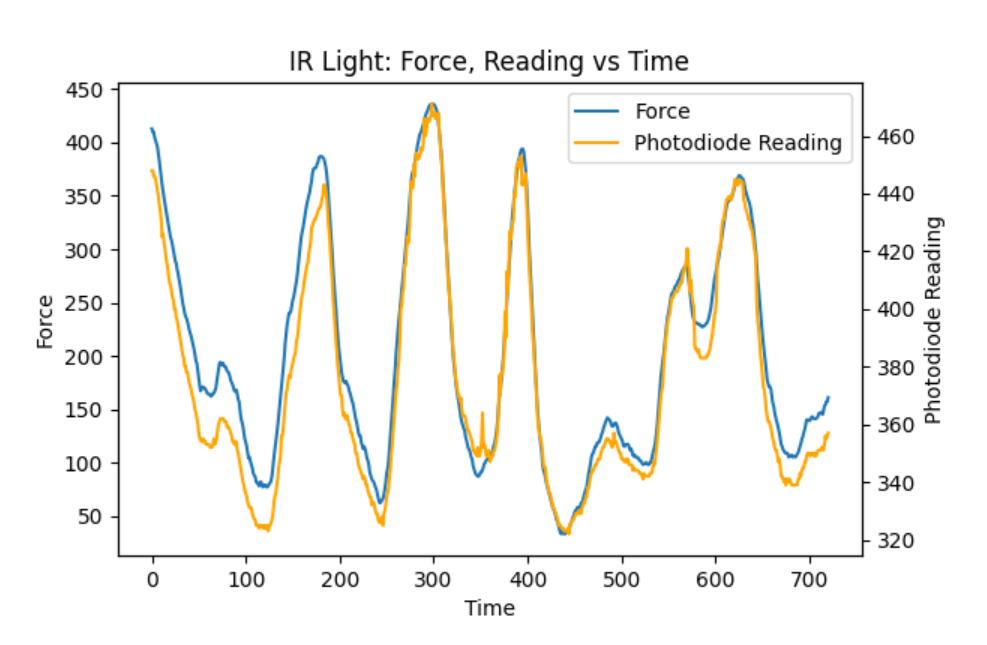 IR Light: Force, Reading vs Time
Force
Photodiode Reading
450
400
350
300
250
200
150
100
50
Force
460
440
420
400
380
360
340
320
Photodiode Reading
0 100 200 300 400 500 600 700
Time